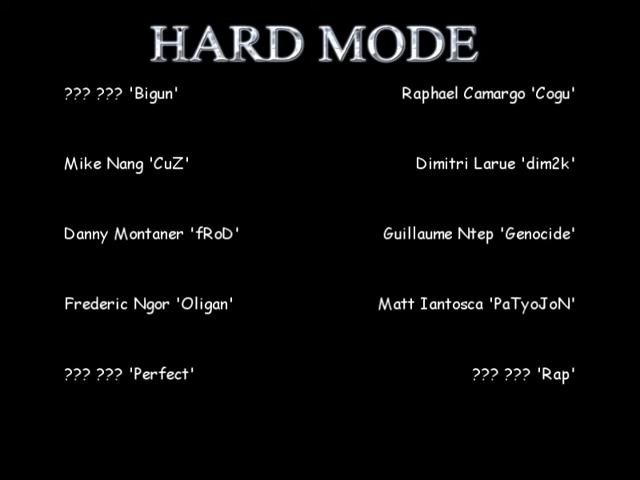 HARD MODE
??? ??? 'Bigun'
Raphael Camargo 'Cogu'
Mike Nang 'CuZ'
Dimitri Larue 'dim2k'
Danny Montaner 'fRoD'
Guillaume Ntep 'Genocide'
Frederic Ngor 'Oligan'
Matt Iantosca 'PaTyoJoN'
??? ??? 'Perfect'
??? ??? 'Rap'